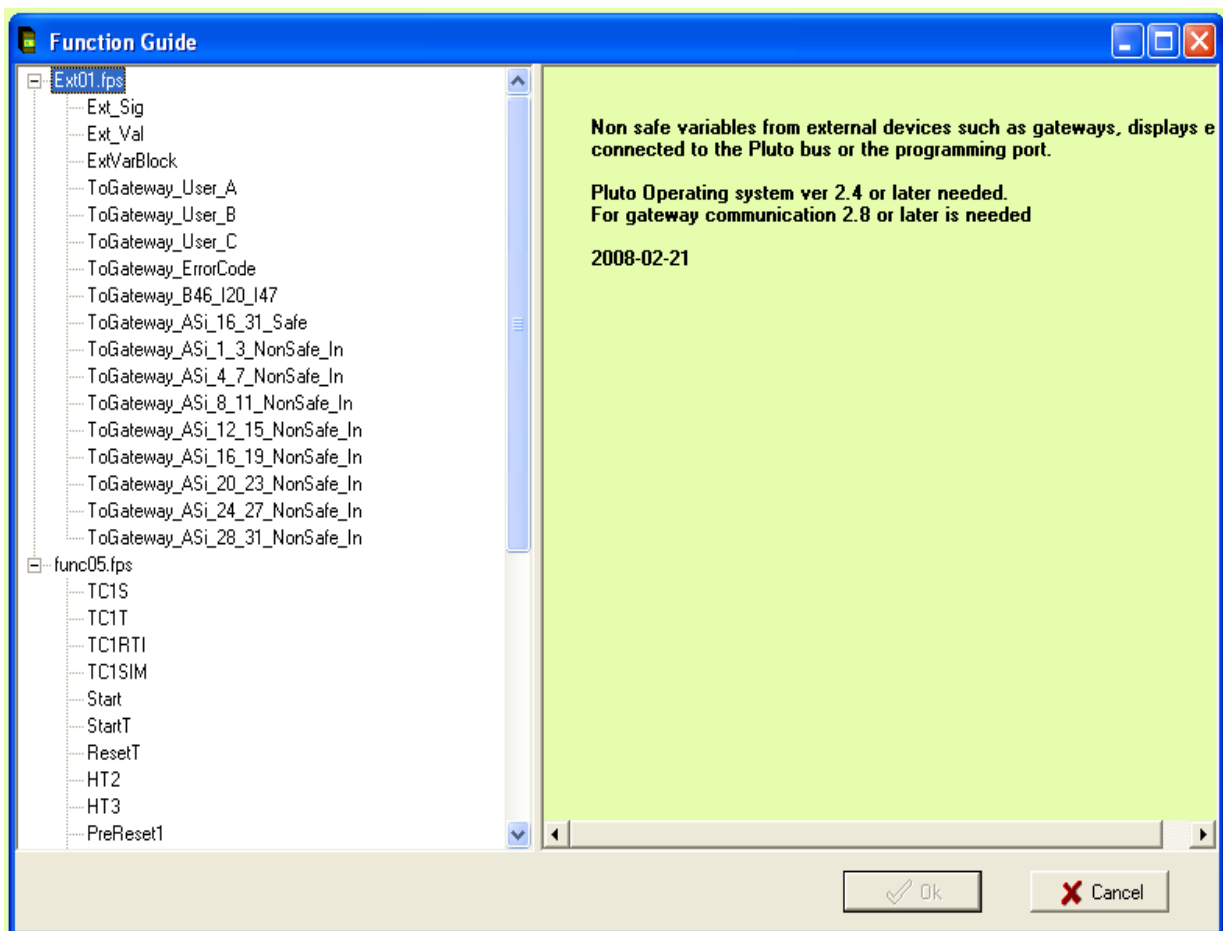 Function Guide
Ext01.fps
Ext_Sig
Ext_Val
ExtVarBlock
ToGateway_User_A
ToGateway_User_B
ToGateway_User_C
ToGateway_ErrorCode
ToGateway_B46_I20_I47
ToGateway_ASi_16_31_Safe
ToGateway_ASi_1_3_NonSafe_In
ToGateway_ASi_4_7_NonSafe_In
ToGateway_ASi_8_11_NonSafe_In
ToGateway_ASi_12_15_NonSafe_In
ToGateway_ASi_16_19_NonSafe_In
ToGateway_ASi_20_23_NonSafe_In
ToGateway_ASi_24_27_NonSafe_In
ToGateway_ASi_28_31_NonSafe_In
func05.fps
TC1S
TC1T
TC1RTI
TC1SIM
Start
StartT
ResetT
HT2
HT3
PreReset1
Non safe variables from external devices such as gateways, displays e
connected to the Pluto bus or the programming port.
Pluto Operating system ver 2.4 or later needed.
For gateway communication 2.8 or later is needed
2008-02-21
Ok
Cancel